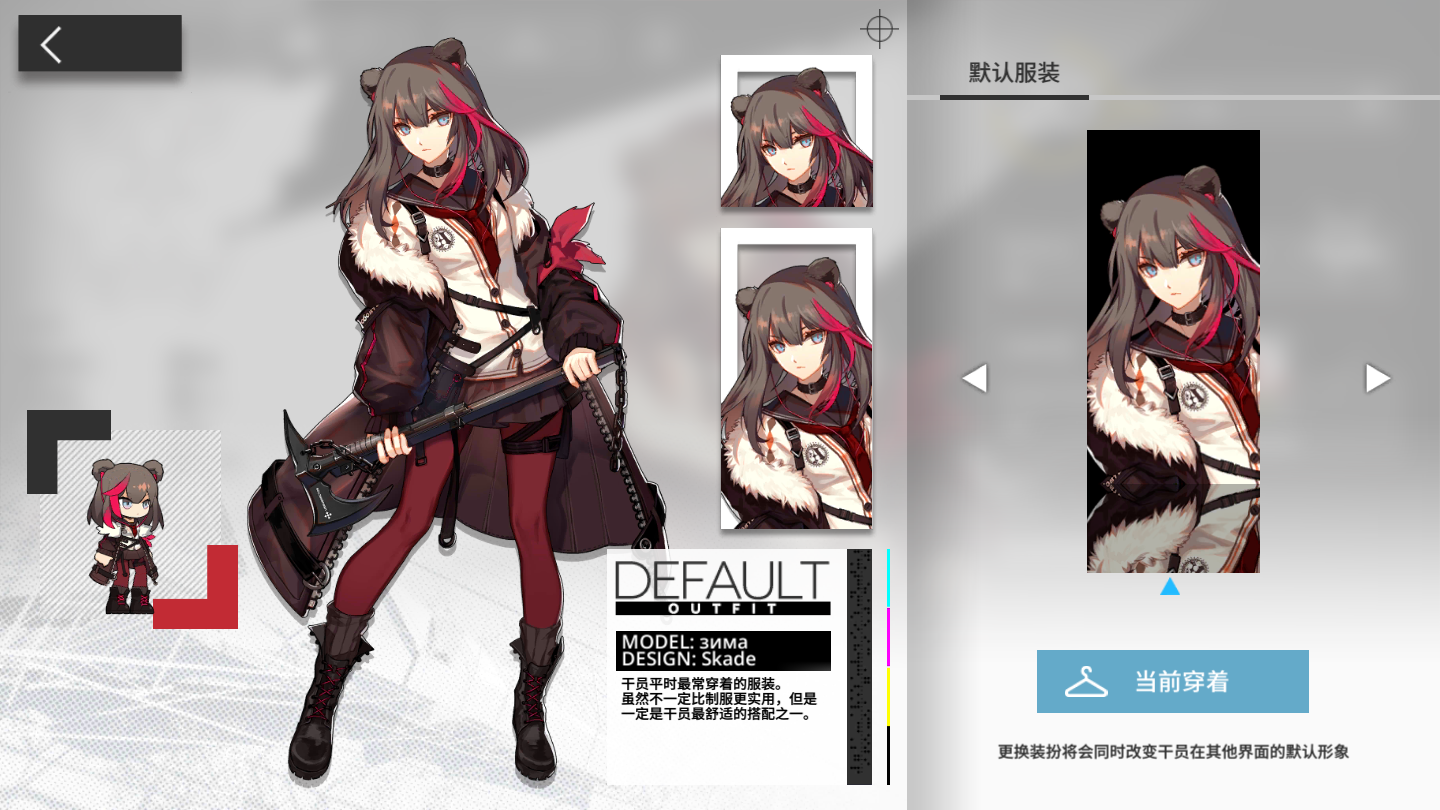 默认服装
DEFAULT
OUTFIT
MODEL: зима
DESIGN: Skade
干员平时最常穿着的服装。
虽然不一定比制服更实用，但是
一定是干员最舒适的搭配之一。
当前穿着
更换装扮将会同时改变干员在其他界面的默认形象